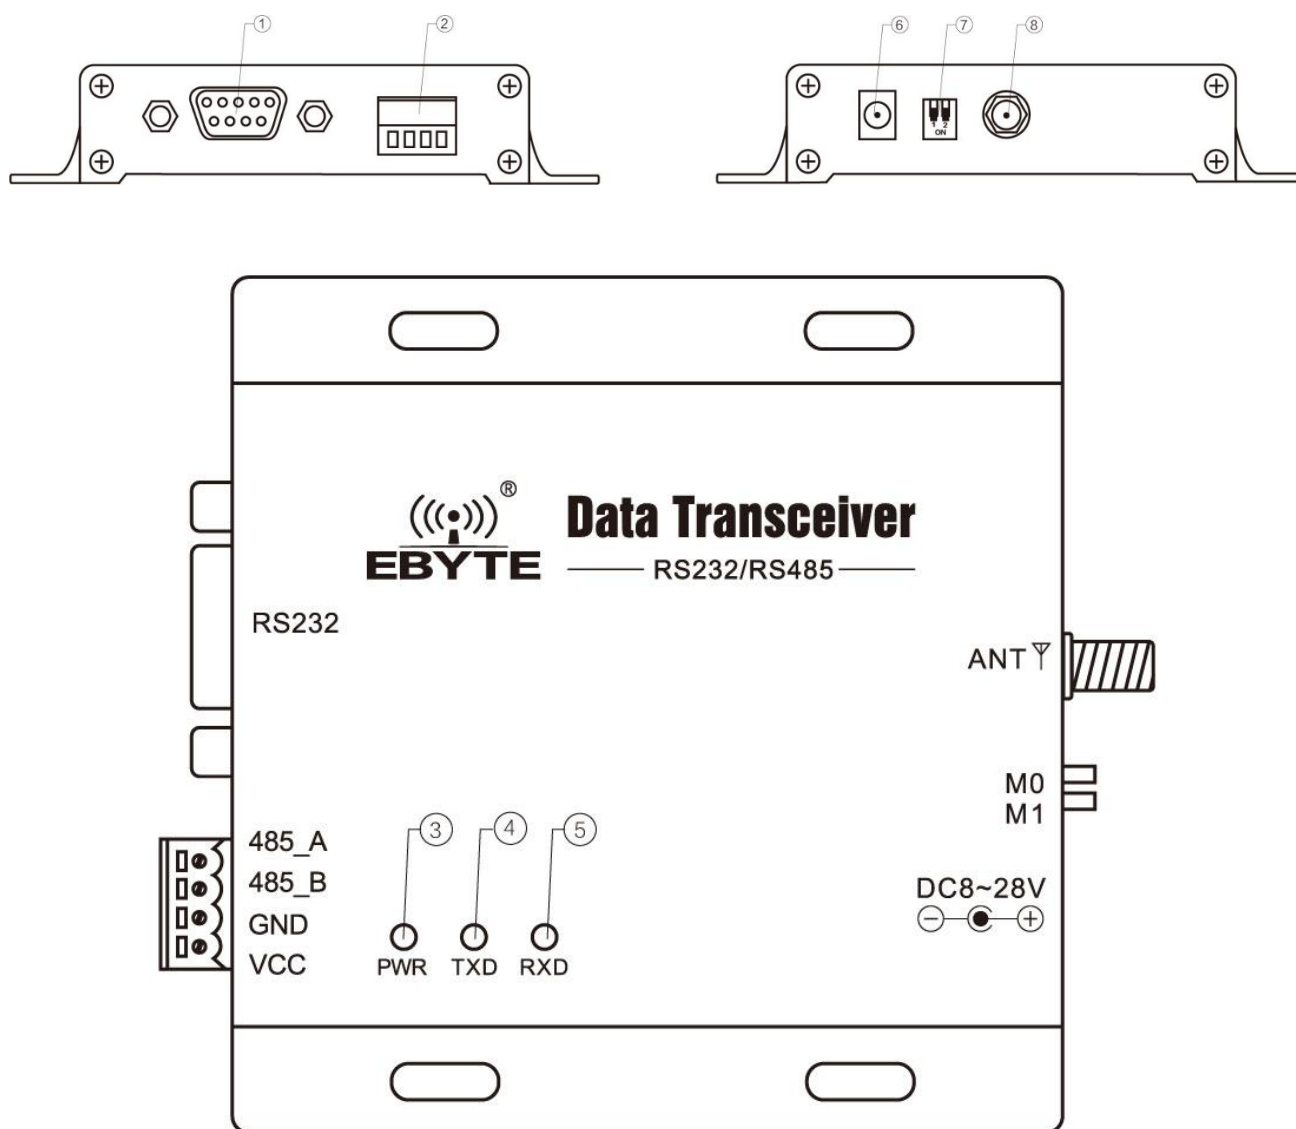 ① ②
⑥ ⑦ ⑧
1 2
ON
®
EBYTE
Data Transceiver
RS232/RS485
RS232
ANT
M0
M1
485_A
485_B
GND
VCC
③ ④ ⑤
PWR TXD RXD
DC8~28V